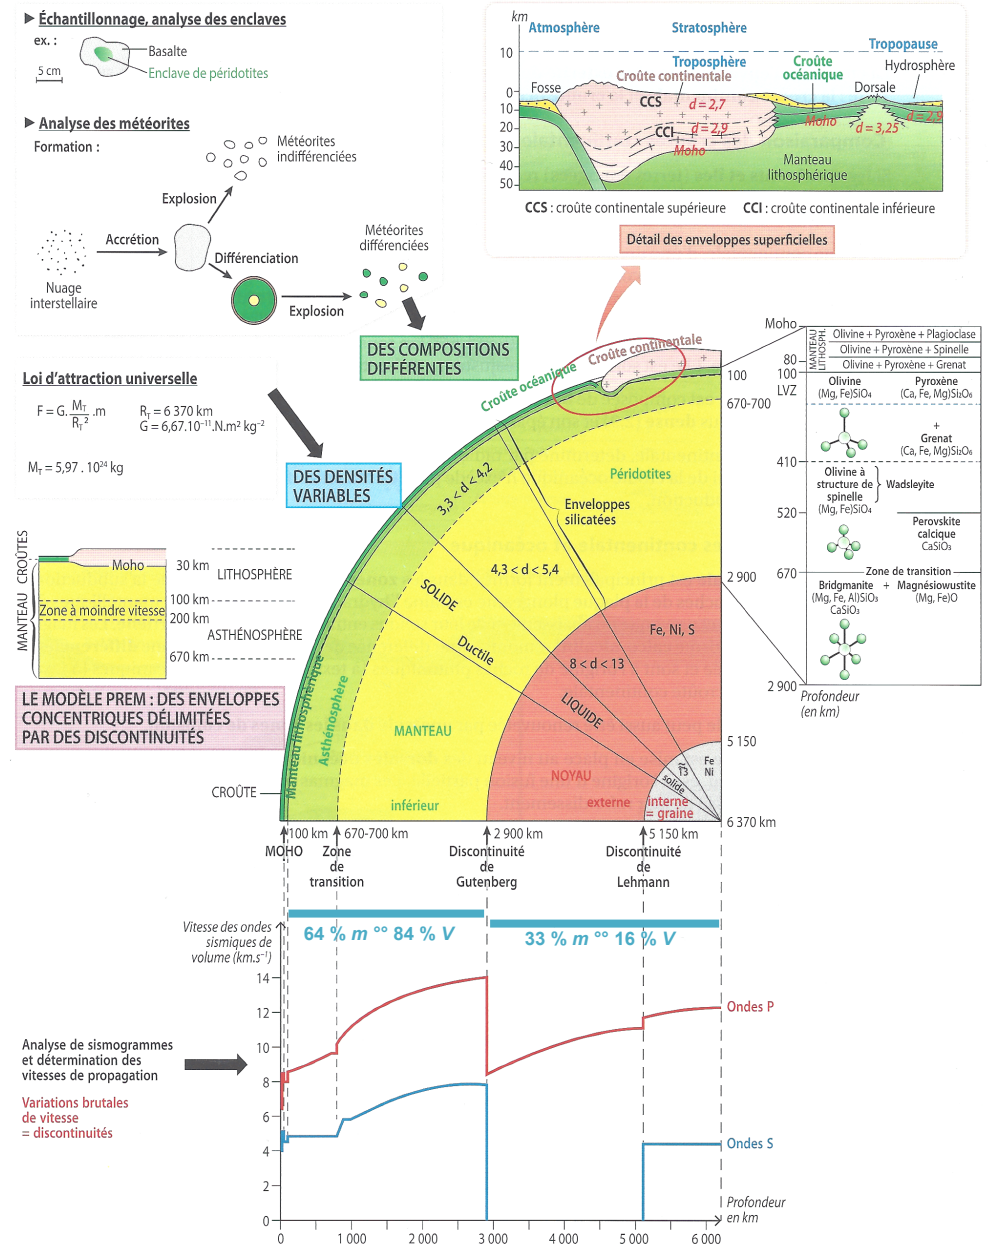 ▶ Échantillonnage, analyse des enclaves
ex. :
Basalte
Enclave de péridotites
5 cm
▶ Analyse des météorites
Formation :
Météorites
indifférenciées
Explosion
Accrétion
Différenciation
Nuage
interstellaire
Météorites
différenciées
Explosion
km
Atmosphère
Stratosphère
10
Tropopause
Troposphère
Croûte continentale
Croûte
océanique
Hydrosphère
Fosse
Dorsale
0
10
20
30
40
50
CCS
d = 2,7
CCI
d = 2,9
Moho
Moho
d = 3,25
d = 2,9
Manteau
lithosphérique
CCS : croûte continentale supérieure
CCI : croûte continentale inférieure
Détail des enveloppes superficielles
DES COMPOSITIONS
DIFFÉRENTES
Loi d'attraction universelle
F = G. MT/RT² .m
RT = 6 370 km
G = 6,67.10⁻¹¹.N.m² kg⁻²
MT = 5,97 . 10²⁴ kg
DES DENSITÉS
VARIABLES
Croûte océanique
Croûte continentale
100
670-700
2 900
5 150
6 370 km
3,3 < d < 4,2
Péridotites
Enveloppes
silicatées
4,3 < d < 5,4
SOLIDE
Ductile
Fe, Ni, S
8 < d < 13
LIQUIDE
Manteau lithosphérique
Asthénosphère
MANTEAU
inférieur
NOYAU
externe
interne
= graine
≈
13
solide
Fe
Ni
CROÛTE
Moho
80
100
LVZ
410
520
670
2 900
Profondeur
(en km)
MANTEAU
LITHOSPH.
Olivine + Pyroxène + Plagioclase
Olivine + Pyroxène + Spinelle
Olivine + Pyroxène + Grenat
Olivine
(Mg, Fe)SiO₄
Pyroxène
(Ca, Fe, Mg)Si₂O₆
+
Grenat
(Ca, Fe, Mg)Si₂O₆
Olivine à
structure de
spinelle
(Mg, Fe)SiO₄
Wadsleyite
Perovskite
calcique
CaSiO₃
Zone de transition
Bridgmanite
(Mg, Fe, Al)SiO₃
CaSiO₃
+
Magnésiowustite
(Mg, Fe)O
MANTEAU CROÛTES
Moho
30 km
LITHOSPHÈRE
100 km
Zone à moindre vitesse
200 km
ASTHÉNOSPHÈRE
670 km
LE MODÈLE PREM : DES ENVELOPPES
CONCENTRIQUES DÉLIMITÉES
PAR DES DISCONTINUITÉS
100 km
670-700 km
2 900 km
5 150 km
MOHO
Zone
de
transition
Discontinuité
de
Gutenberg
Discontinuité
de
Lehmann
64 % m °° 84 % V
33 % m °° 16 % V
Vitesse des ondes
sismiques de
volume (km.s⁻¹)
14
12
10
8
6
4
2
0
Ondes P
Ondes S
Analyse de sismogrammes
et détermination des
vitesses de propagation
Variations brutales
de vitesse
= discontinuités
Profondeur
en km
0
1 000
2 000
3 000
4 000
5 000
6 000